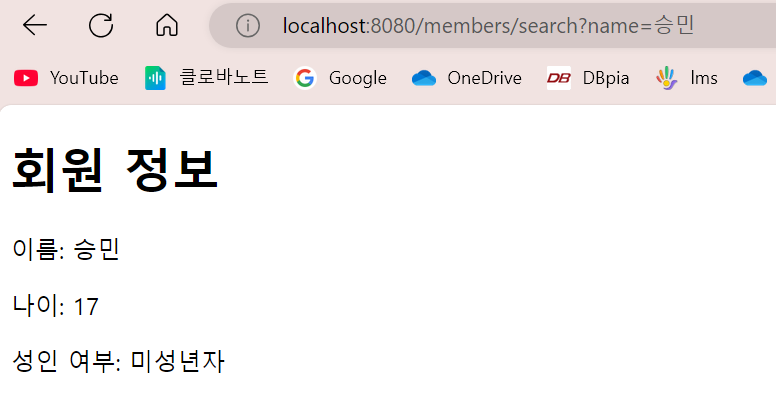 localhost:8080/members/search?name=승민
YouTube 클로바노트 Google OneDrive DB DBpia lms
회원 정보
이름: 승민
나이: 17
성인 여부: 미성년자